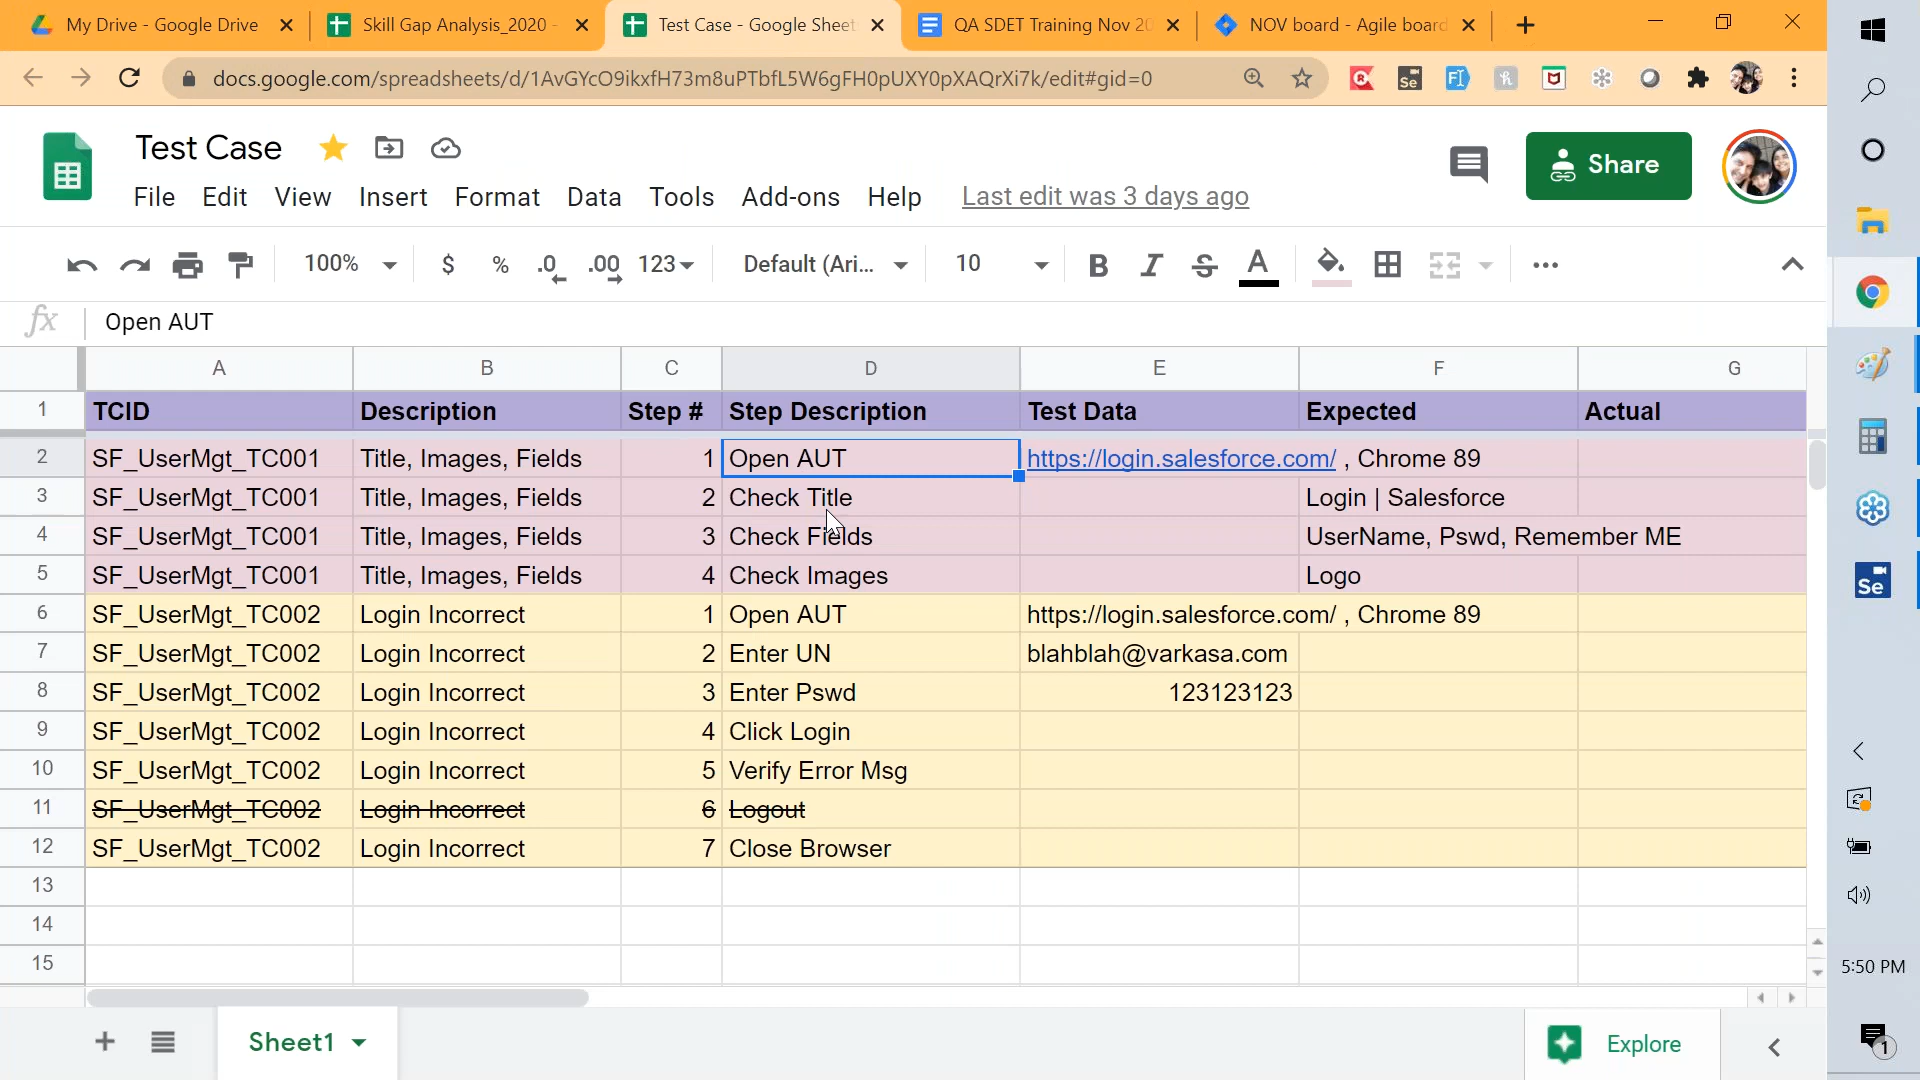 My Drive - Google Drive
Skill Gap Analysis_2020 -
Test Case - Google Sheet
QA SDET Training Nov 20
NOV board - Agile board
docs.google.com/spreadsheets/d/1AvGYcO9ikxfH73m8uPTbfL5W6gFH0pUXY0pXAQrXi7k/edit#gid=0
Test Case
Share
File Edit View Insert Format Data Tools Add-ons Help Last edit was 3 days ago
100% $ % .0 .00 123 Default (Ari... 10 B I S A
fx Open AUT
A B C D E F G
1 TCID Description Step # Step Description Test Data Expected Actual
2 SF_UserMgt_TC001 Title, Images, Fields 1 Open AUT https://login.salesforce.com/ , Chrome 89
3 SF_UserMgt_TC001 Title, Images, Fields 2 Check Title Login | Salesforce
4 SF_UserMgt_TC001 Title, Images, Fields 3 Check Fields UserName, Pswd, Remember ME
5 SF_UserMgt_TC001 Title, Images, Fields 4 Check Images Logo
6 SF_UserMgt_TC002 Login Incorrect 1 Open AUT https://login.salesforce.com/ , Chrome 89
7 SF_UserMgt_TC002 Login Incorrect 2 Enter UN blahblah@varkasa.com
8 SF_UserMgt_TC002 Login Incorrect 3 Enter Pswd 123123123
9 SF_UserMgt_TC002 Login Incorrect 4 Click Login
10 SF_UserMgt_TC002 Login Incorrect 5 Verify Error Msg
11 SF_UserMgt_TC002 Login Incorrect 6 Logout
12 SF_UserMgt_TC002 Login Incorrect 7 Close Browser
13
14
15
Sheet1
Explore
Se
5:50 PM
1